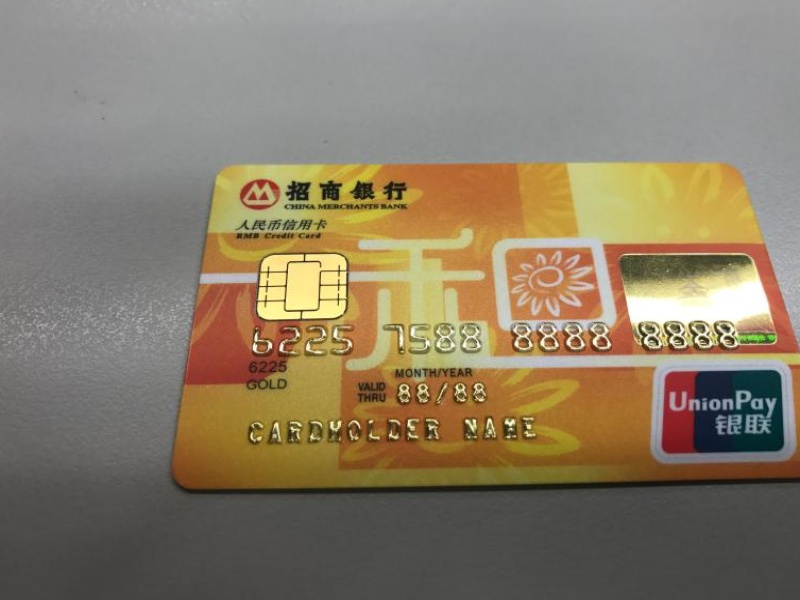 招商银行
CHINA MERCHANTS BANK
人民币信用卡
RMB Credit Card
6225 7588 8888 8888
6225
GOLD
MONTH/YEAR
VALID THRU 88/88
CARDHOLDER NAME
UnionPay
银联